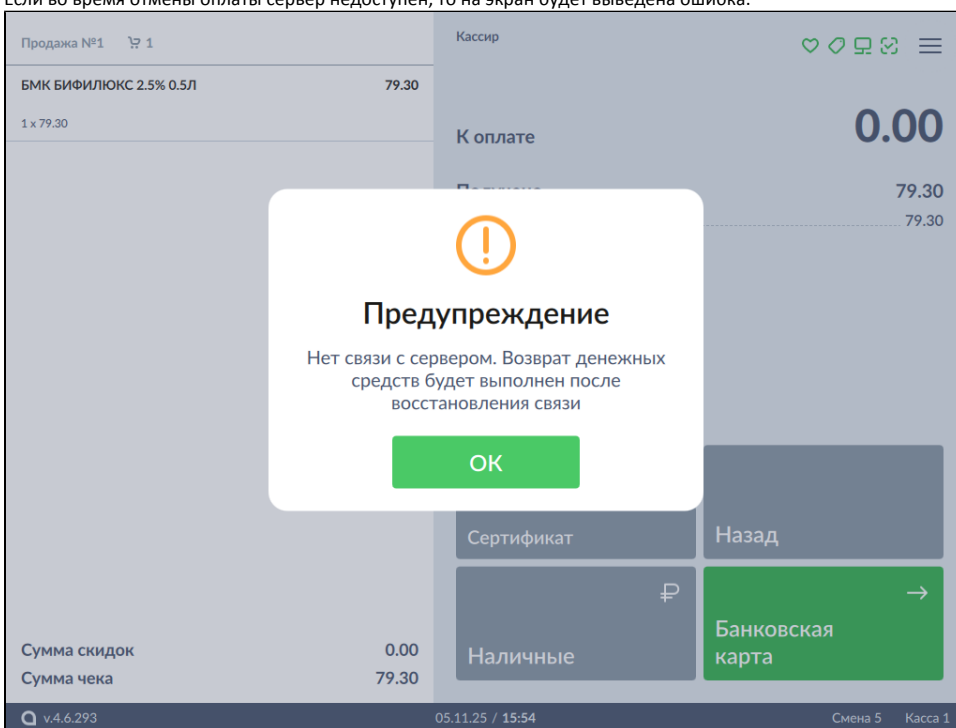 Если во время отмены оплаты сервер недоступен, то на экран будет выведена ошибка:
Продажа №1 1
Кассир
БМК БИФИЛЮКС 2.5% 0.5Л 79.30
1 x 79.30
К оплате 0.00
79.30
79.30
Предупреждение
Нет связи с сервером. Возврат денежных
средств будет выполнен после
восстановления связи
ОК
Сертификат
Назад
Наличные
Банковская
карта
Сумма скидок 0.00
Сумма чека 79.30
v.4.6.293 05.11.25 / 15:54 Смена 5 Касса 1